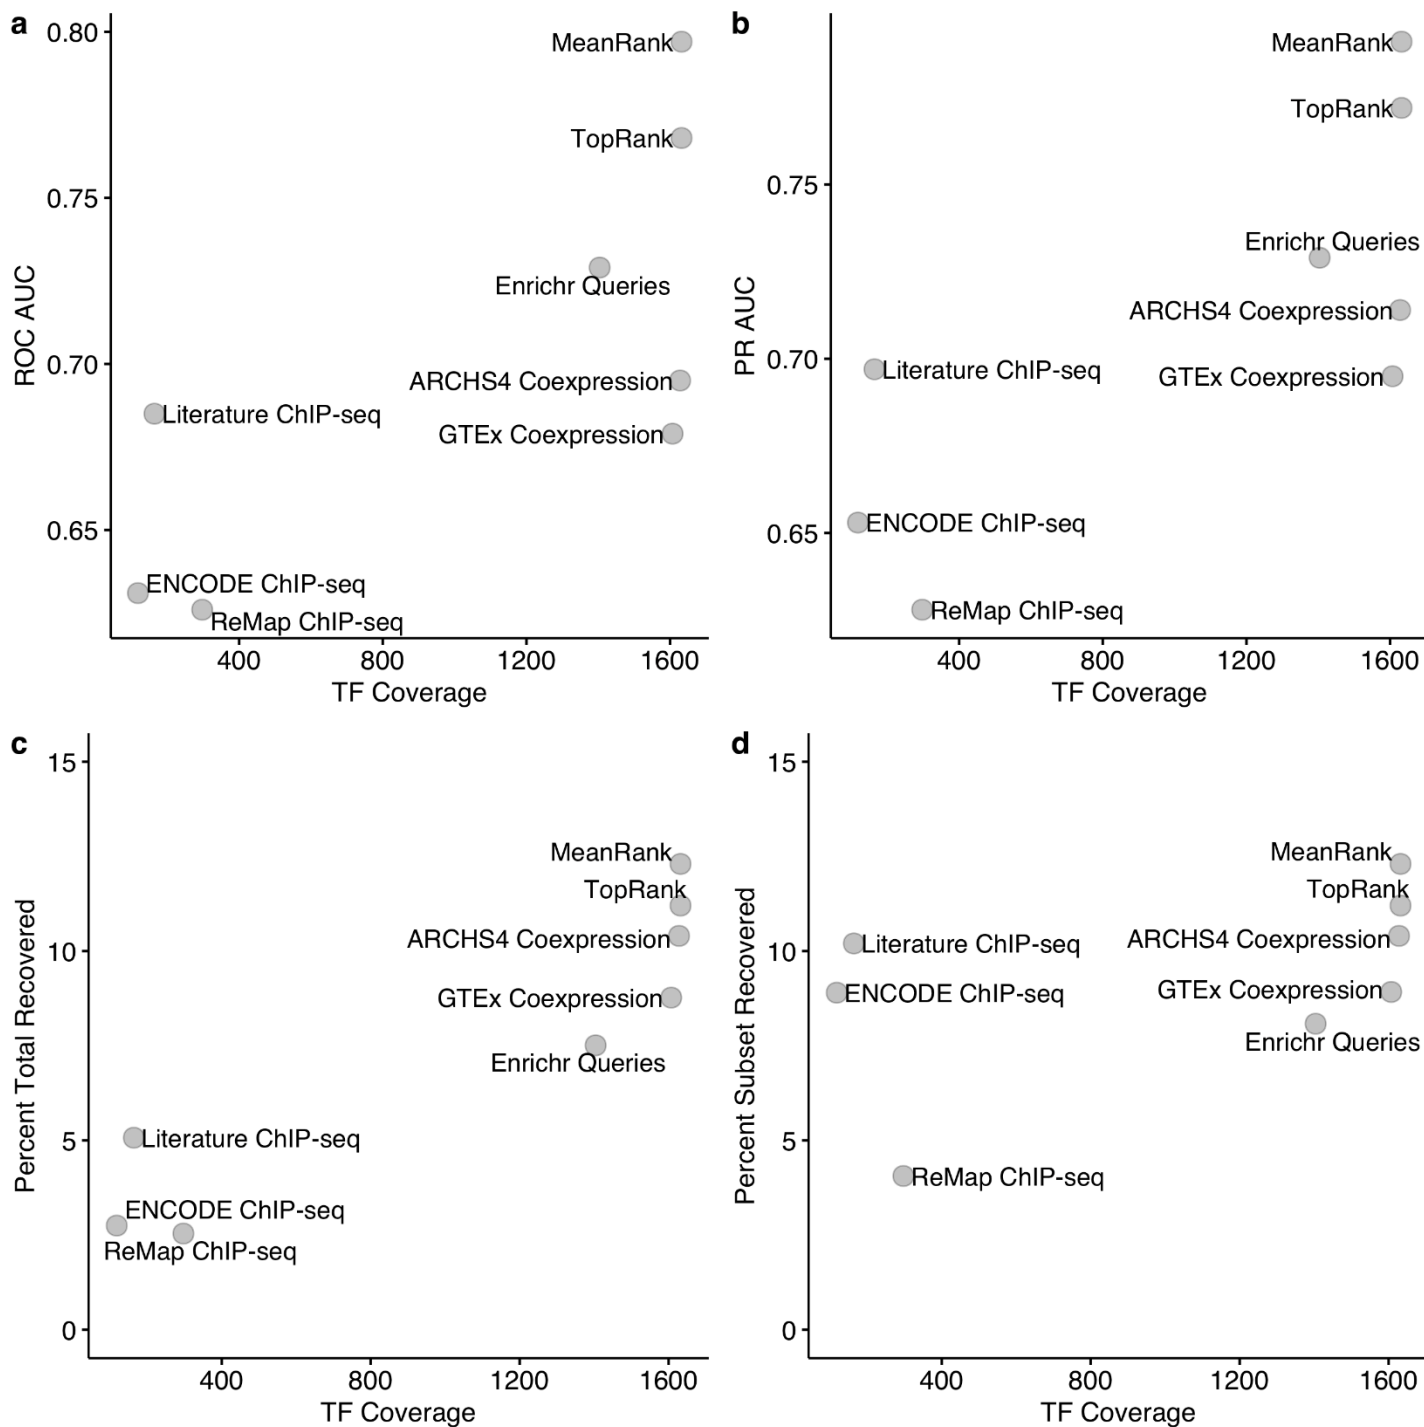 a
0.80
0.75
0.70
0.65
ROC AUC
MeanRank
TopRank
Enrichr Queries
ARCHS4 Coexpression
Literature ChIP-seq
GTEx Coexpression
ENCODE ChIP-seq
ReMap ChIP-seq
400 800 1200 1600
TF Coverage
b
0.75
0.70
0.65
PR AUC
MeanRank
TopRank
Enrichr Queries
ARCHS4 Coexpression
Literature ChIP-seq
GTEx Coexpression
ENCODE ChIP-seq
ReMap ChIP-seq
400 800 1200 1600
TF Coverage
c
15
10
5
0
Percent Total Recovered
MeanRank
TopRank
ARCHS4 Coexpression
GTEx Coexpression
Enrichr Queries
Literature ChIP-seq
ENCODE ChIP-seq
ReMap ChIP-seq
400 800 1200 1600
TF Coverage
d
15
10
5
0
Percent Subset Recovered
MeanRank
TopRank
Literature ChIP-seq
ARCHS4 Coexpression
ENCODE ChIP-seq
GTEx Coexpression
Enrichr Queries
ReMap ChIP-seq
400 800 1200 1600
TF Coverage